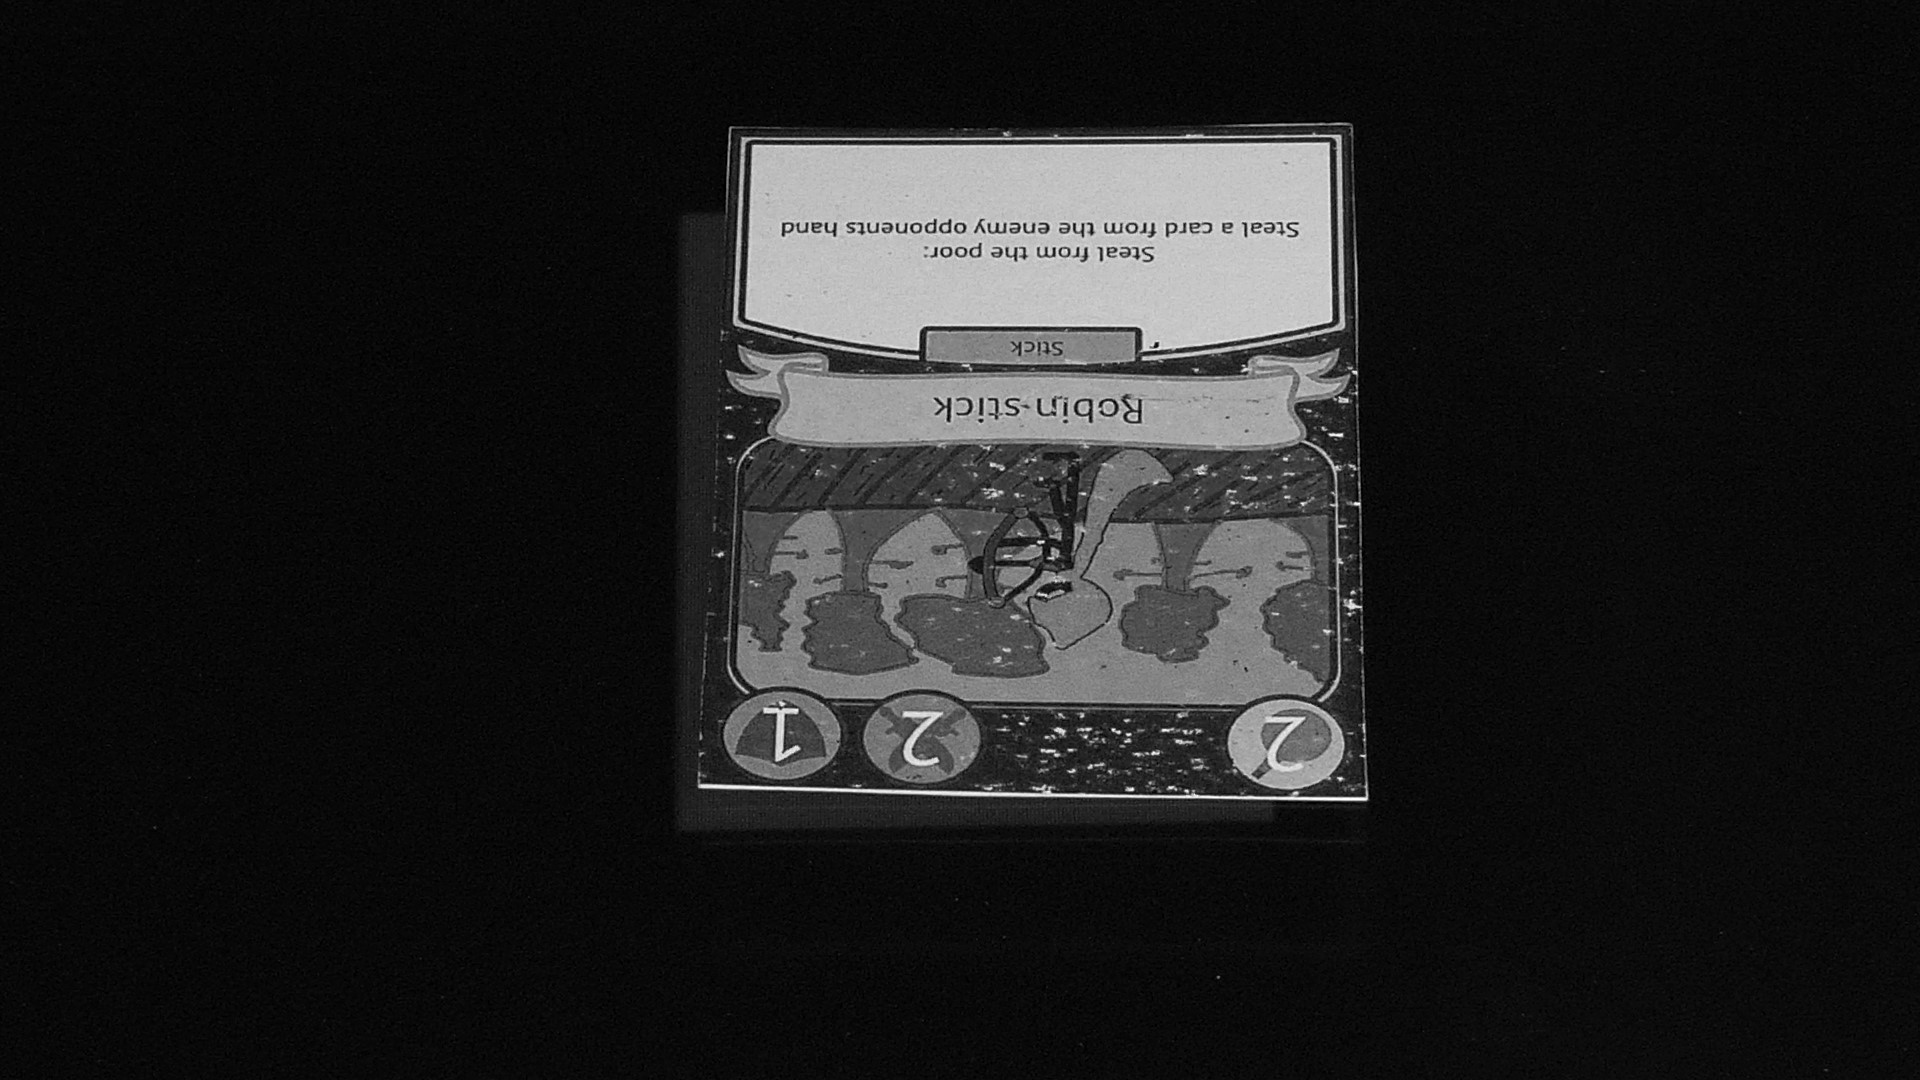 2 2 1
Robin-stick
Stick
Steal from the poor:
Steal a card from the enemy opponents hand